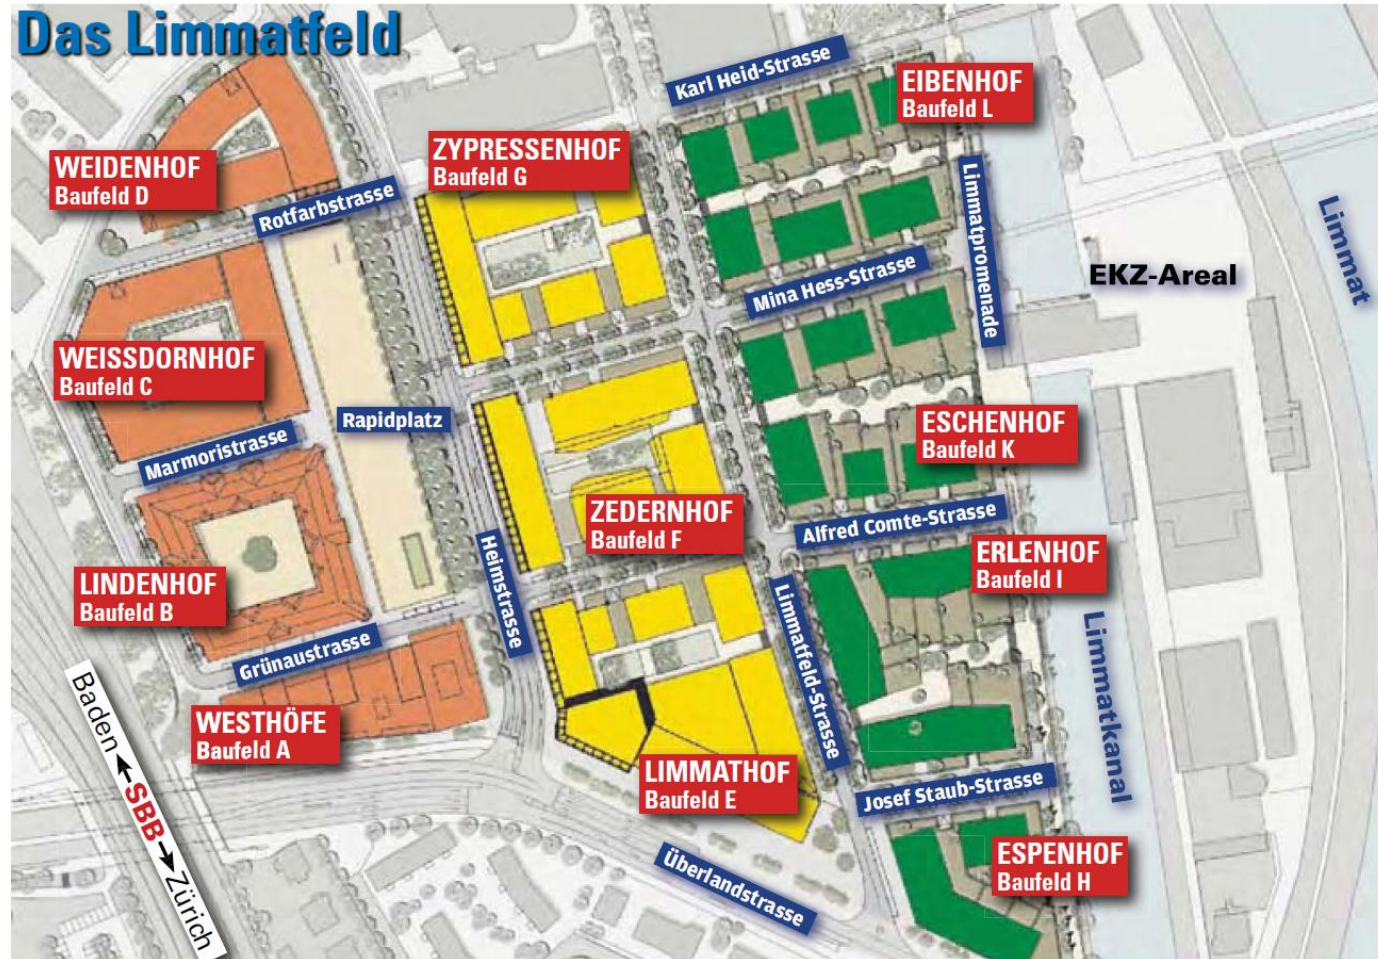 Das Limmatfeld
Karl Heid-Strasse
EIBENHOF
Baufeld L
WEIDENHOF
Baufeld D
ZYPRESSENHOF
Baufeld G
Rotfarbstrasse
Limmatpromenade
Limmat
Mina Hess-Strasse
EKZ-Areal
WEISSDORNHOF
Baufeld C
Rapidplatz
Marmoristrasse
ESCHENHOF
Baufeld K
ZEDERNHOF
Baufeld F
Alfred Comte-Strasse
ERLENHOF
Baufeld I
LINDENHOF
Baufeld B
Heimstrasse
Limmatfeld-Strasse
Limmatkanal
Grünaustrasse
WESTHÖFE
Baufeld A
Baden
SBB
Zürich
LIMMATHOF
Baufeld E
Josef Staub-Strasse
Überlandstrasse
ESPENHOF
Baufeld H